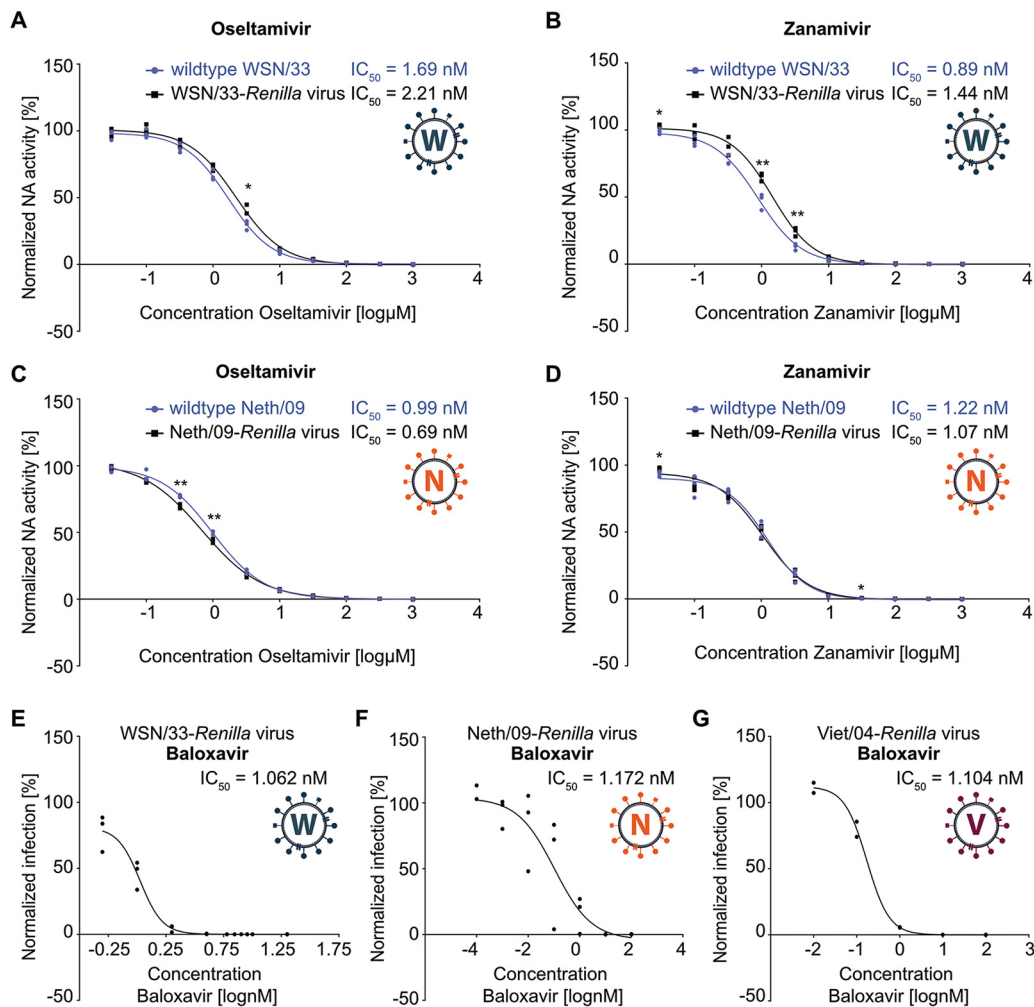 A
Oseltamivir
wildtype WSN/33 IC50 = 1.69 nM
WSN/33-Renilla virus IC50 = 2.21 nM
W
Normalized NA activity [%]
150
100
50
0
-50
*
-1 0 1 2 3 4
Concentration Oseltamivir [logµM]
B
Zanamivir
wildtype WSN/33 IC50 = 0.89 nM
WSN/33-Renilla virus IC50 = 1.44 nM
W
Normalized NA activity [%]
150
100
50
0
-50
*
**
**
-1 0 1 2 3 4
Concentration Zanamivir [logµM]
C
Oseltamivir
wildtype Neth/09 IC50 = 0.99 nM
Neth/09-Renilla virus IC50 = 0.69 nM
N
Normalized NA activity [%]
150
100
50
0
-50
**
**
-1 0 1 2 3 4
Concentration Oseltamivir [logµM]
D
Zanamivir
wildtype Neth/09 IC50 = 1.22 nM
Neth/09-Renilla virus IC50 = 1.07 nM
N
Normalized NA activity [%]
150
100
50
0
-50
*
*
-1 0 1 2 3 4
Concentration Zanamivir [logµM]
E
WSN/33-Renilla virus
Baloxavir
IC50 = 1.062 nM
W
Normalized infection [%]
150
100
50
0
-50
-0.25 0.25 0.75 1.25 1.75
Concentration
Baloxavir [lognM]
F
Neth/09-Renilla virus
Baloxavir
IC50 = 1.172 nM
N
Normalized infection [%]
150
100
50
0
-50
-4 -2 0 2 4
Concentration
Baloxavir [lognM]
G
Viet/04-Renilla virus
Baloxavir
IC50 = 1.104 nM
V
Normalized infection [%]
150
100
50
0
-50
-2 -1 0 1 2 3
Concentration
Baloxavir [lognM]